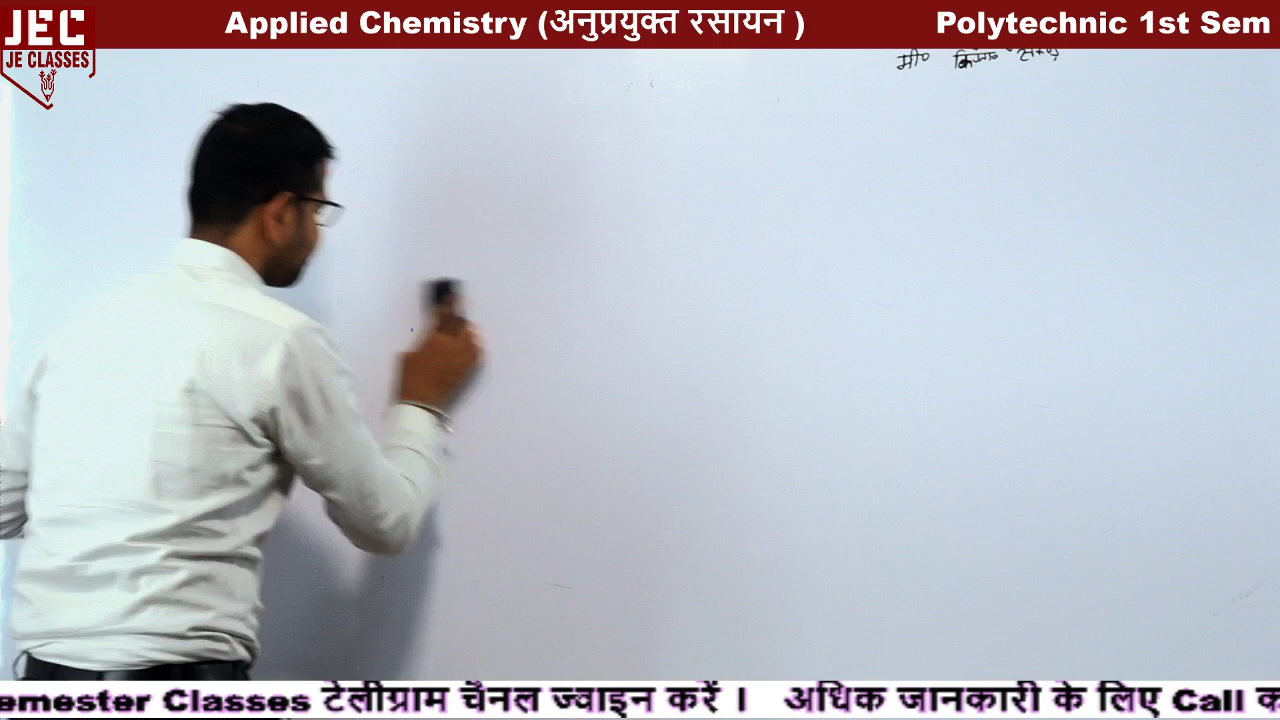 JEC
JE CLASSES
Applied Chemistry (अनुप्रयुक्त रसायन )
Polytechnic 1st Sem
मी०
emester Classes टेलीग्राम चैनल ज्वाइन करें । अधिक जानकारी के लिए Call क